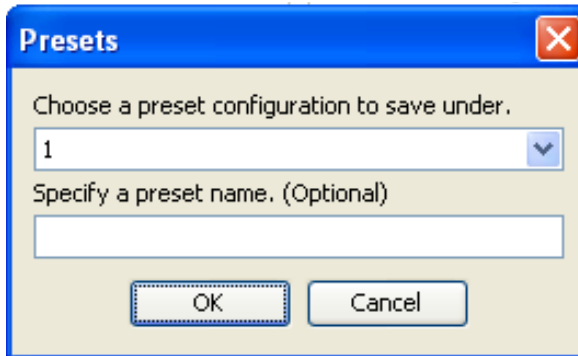 Presets
Choose a preset configuration to save under.
1
Specify a preset name. (Optional)
OK
Cancel